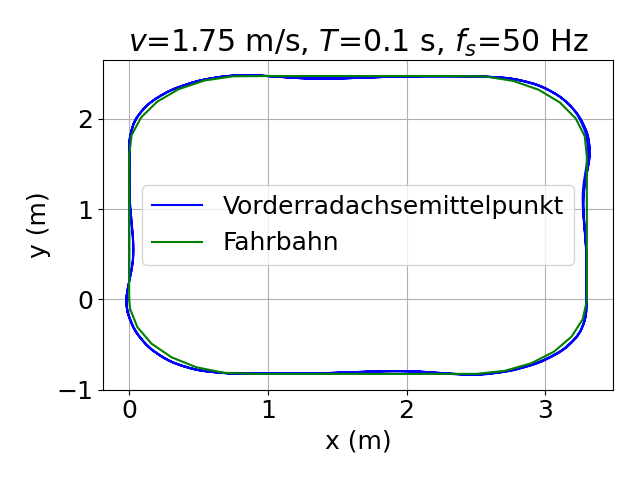 v=1.75 m/s, T=0.1 s, fₛ=50 Hz
y (m)
2
1
0
−1
Vorderradachsemittelpunkt
Fahrbahn
0 1 2 3
x (m)